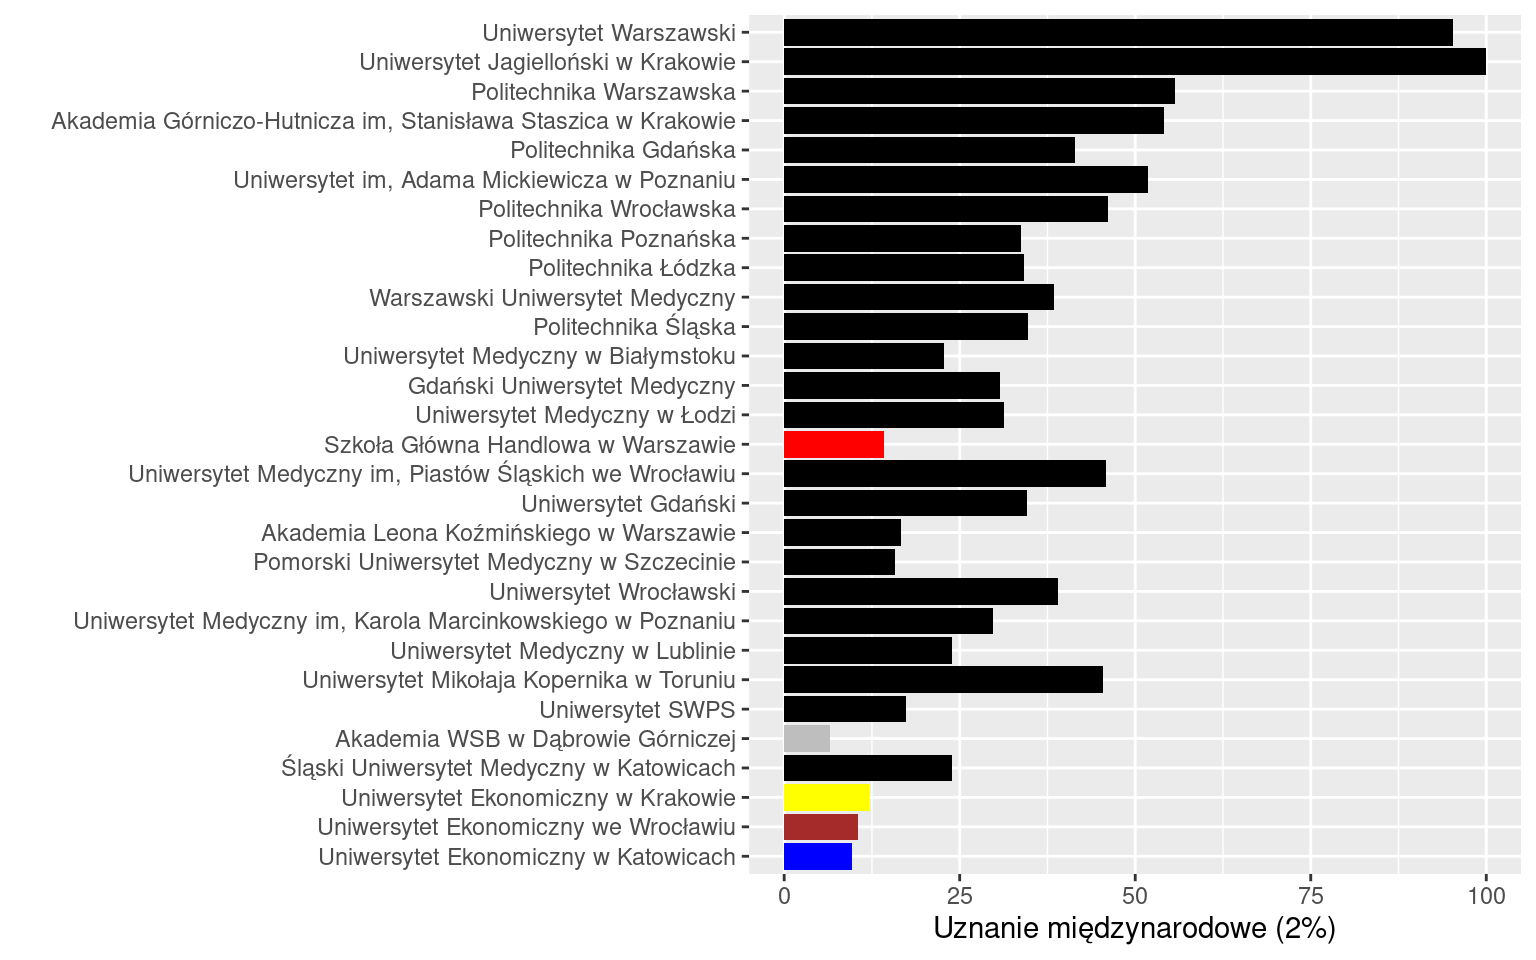 Uniwersytet Warszawski
Uniwersytet Jagielloński w Krakowie
Politechnika Warszawska
Akademia Górniczo-Hutnicza im, Stanisława Staszica w Krakowie
Politechnika Gdańska
Uniwersytet im, Adama Mickiewicza w Poznaniu
Politechnika Wrocławska
Politechnika Poznańska
Politechnika Łódzka
Warszawski Uniwersytet Medyczny
Politechnika Śląska
Uniwersytet Medyczny w Białymstoku
Gdański Uniwersytet Medyczny
Uniwersytet Medyczny w Łodzi
Szkoła Główna Handlowa w Warszawie
Uniwersytet Medyczny im, Piastów Śląskich we Wrocławiu
Uniwersytet Gdański
Akademia Leona Koźmińskiego w Warszawie
Pomorski Uniwersytet Medyczny w Szczecinie
Uniwersytet Wrocławski
Uniwersytet Medyczny im, Karola Marcinkowskiego w Poznaniu
Uniwersytet Medyczny w Lublinie
Uniwersytet Mikołaja Kopernika w Toruniu
Uniwersytet SWPS
Akademia WSB w Dąbrowie Górniczej
Śląski Uniwersytet Medyczny w Katowicach
Uniwersytet Ekonomiczny w Krakowie
Uniwersytet Ekonomiczny we Wrocławiu
Uniwersytet Ekonomiczny w Katowicach
0 25 50 75 100
Uznanie międzynarodowe (2%)